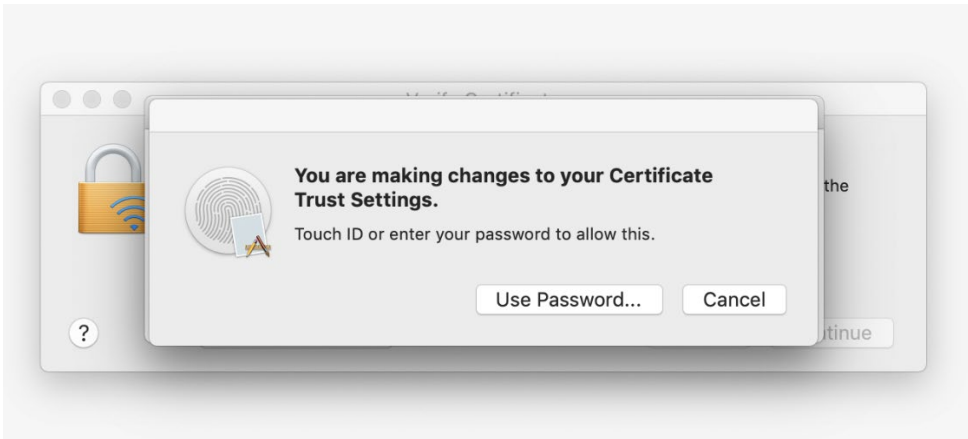 You are making changes to your Certificate
Trust Settings.
the
Touch ID or enter your password to allow this.
Use Password...
Cancel
?